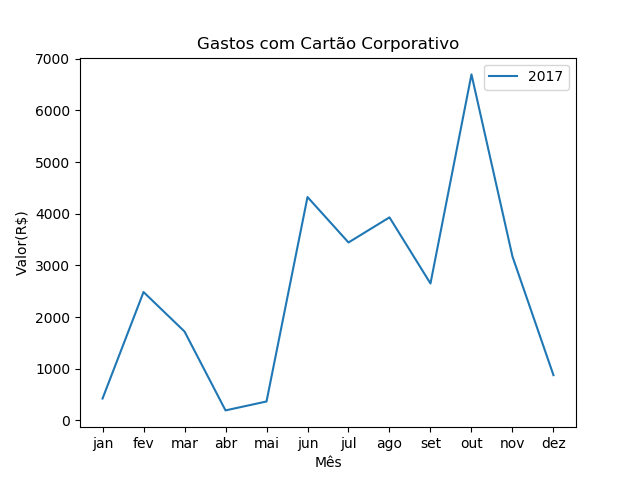 Gastos com Cartão Corporativo
2017
Valor(R$)
7000
6000
5000
4000
3000
2000
1000
0
jan fev mar abr mai jun jul ago set out nov dez
Mês